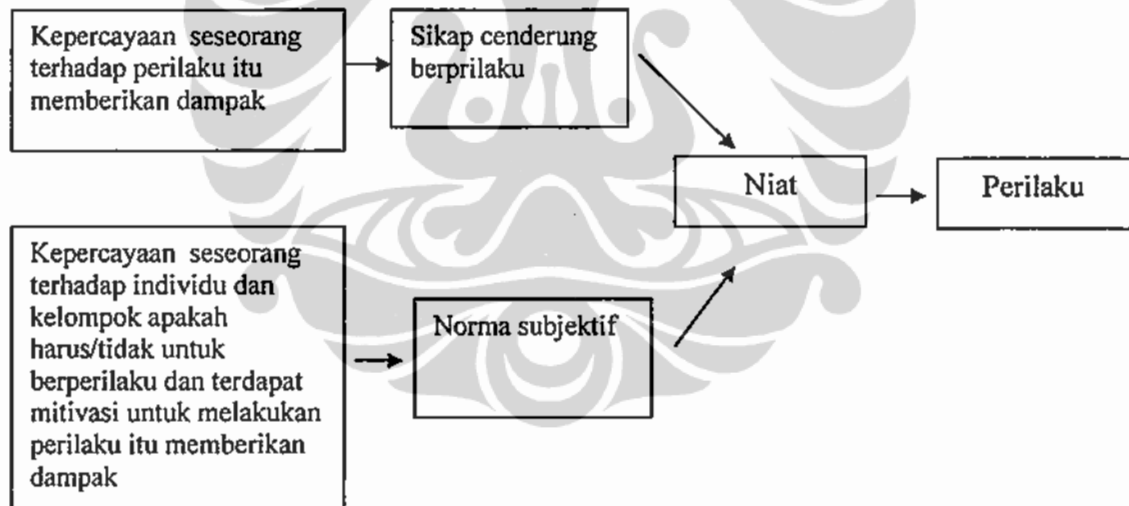 Kepercayaan seseorang
terhadap perilaku itu
memberikan dampak
Sikap cenderung
berprilaku
Niat
Perilaku
Kepercayaan seseorang
terhadap individu dan
kelompok apakah
harus/tidak untuk
berperilaku dan terdapat
mitivasi untuk melakukan
perilaku itu memberikan
dampak
Norma subjektif